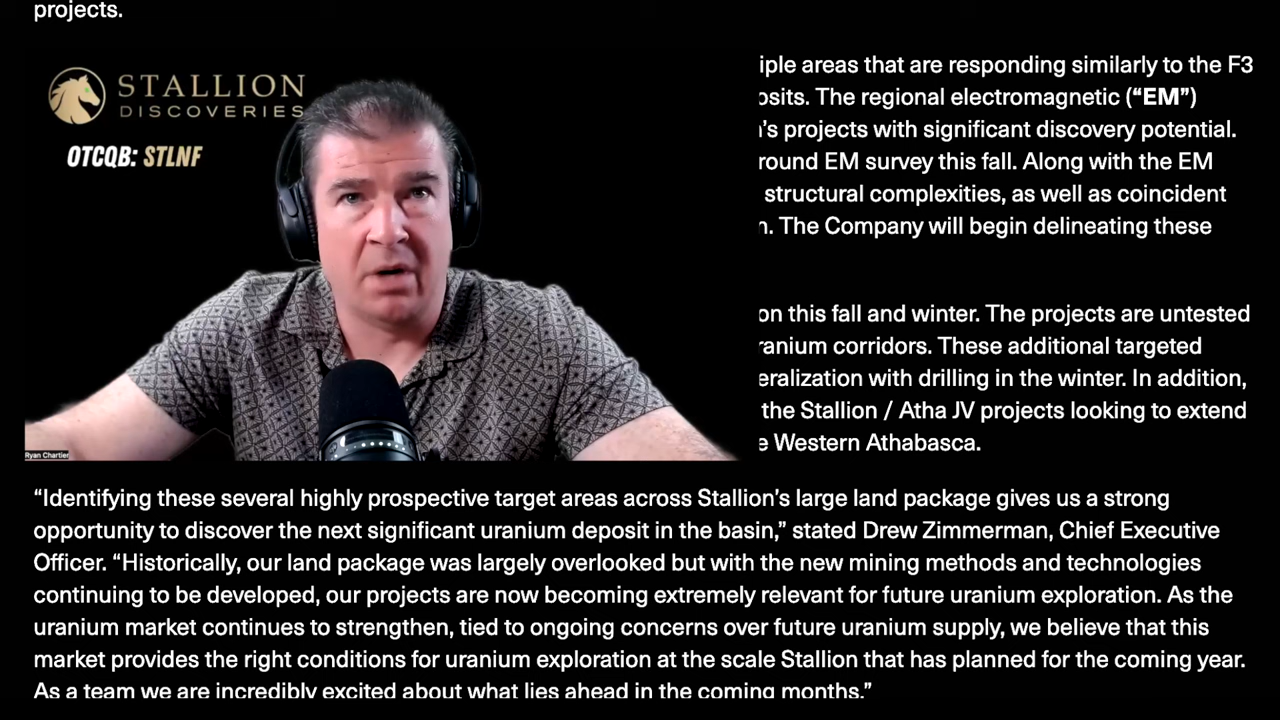 projects.
STALLION
DISCOVERIES
OTCQB: STLNF
iple areas that are responding similarly to the F3
osits. The regional electromagnetic (“EM”)
’s projects with significant discovery potential.
round EM survey this fall. Along with the EM
structural complexities, as well as coincident
n. The Company will begin delineating these
on this fall and winter. The projects are untested
ranium corridors. These additional targeted
eralization with drilling in the winter. In addition,
the Stallion / Atha JV projects looking to extend
e Western Athabasca.
Ryan Chartier
“Identifying these several highly prospective target areas across Stallion’s large land package gives us a strong
opportunity to discover the next significant uranium deposit in the basin,” stated Drew Zimmerman, Chief Executive
Officer. “Historically, our land package was largely overlooked but with the new mining methods and technologies
continuing to be developed, our projects are now becoming extremely relevant for future uranium exploration. As the
uranium market continues to strengthen, tied to ongoing concerns over future uranium supply, we believe that this
market provides the right conditions for uranium exploration at the scale Stallion that has planned for the coming year.
As a team we are incredibly excited about what lies ahead in the coming months.”